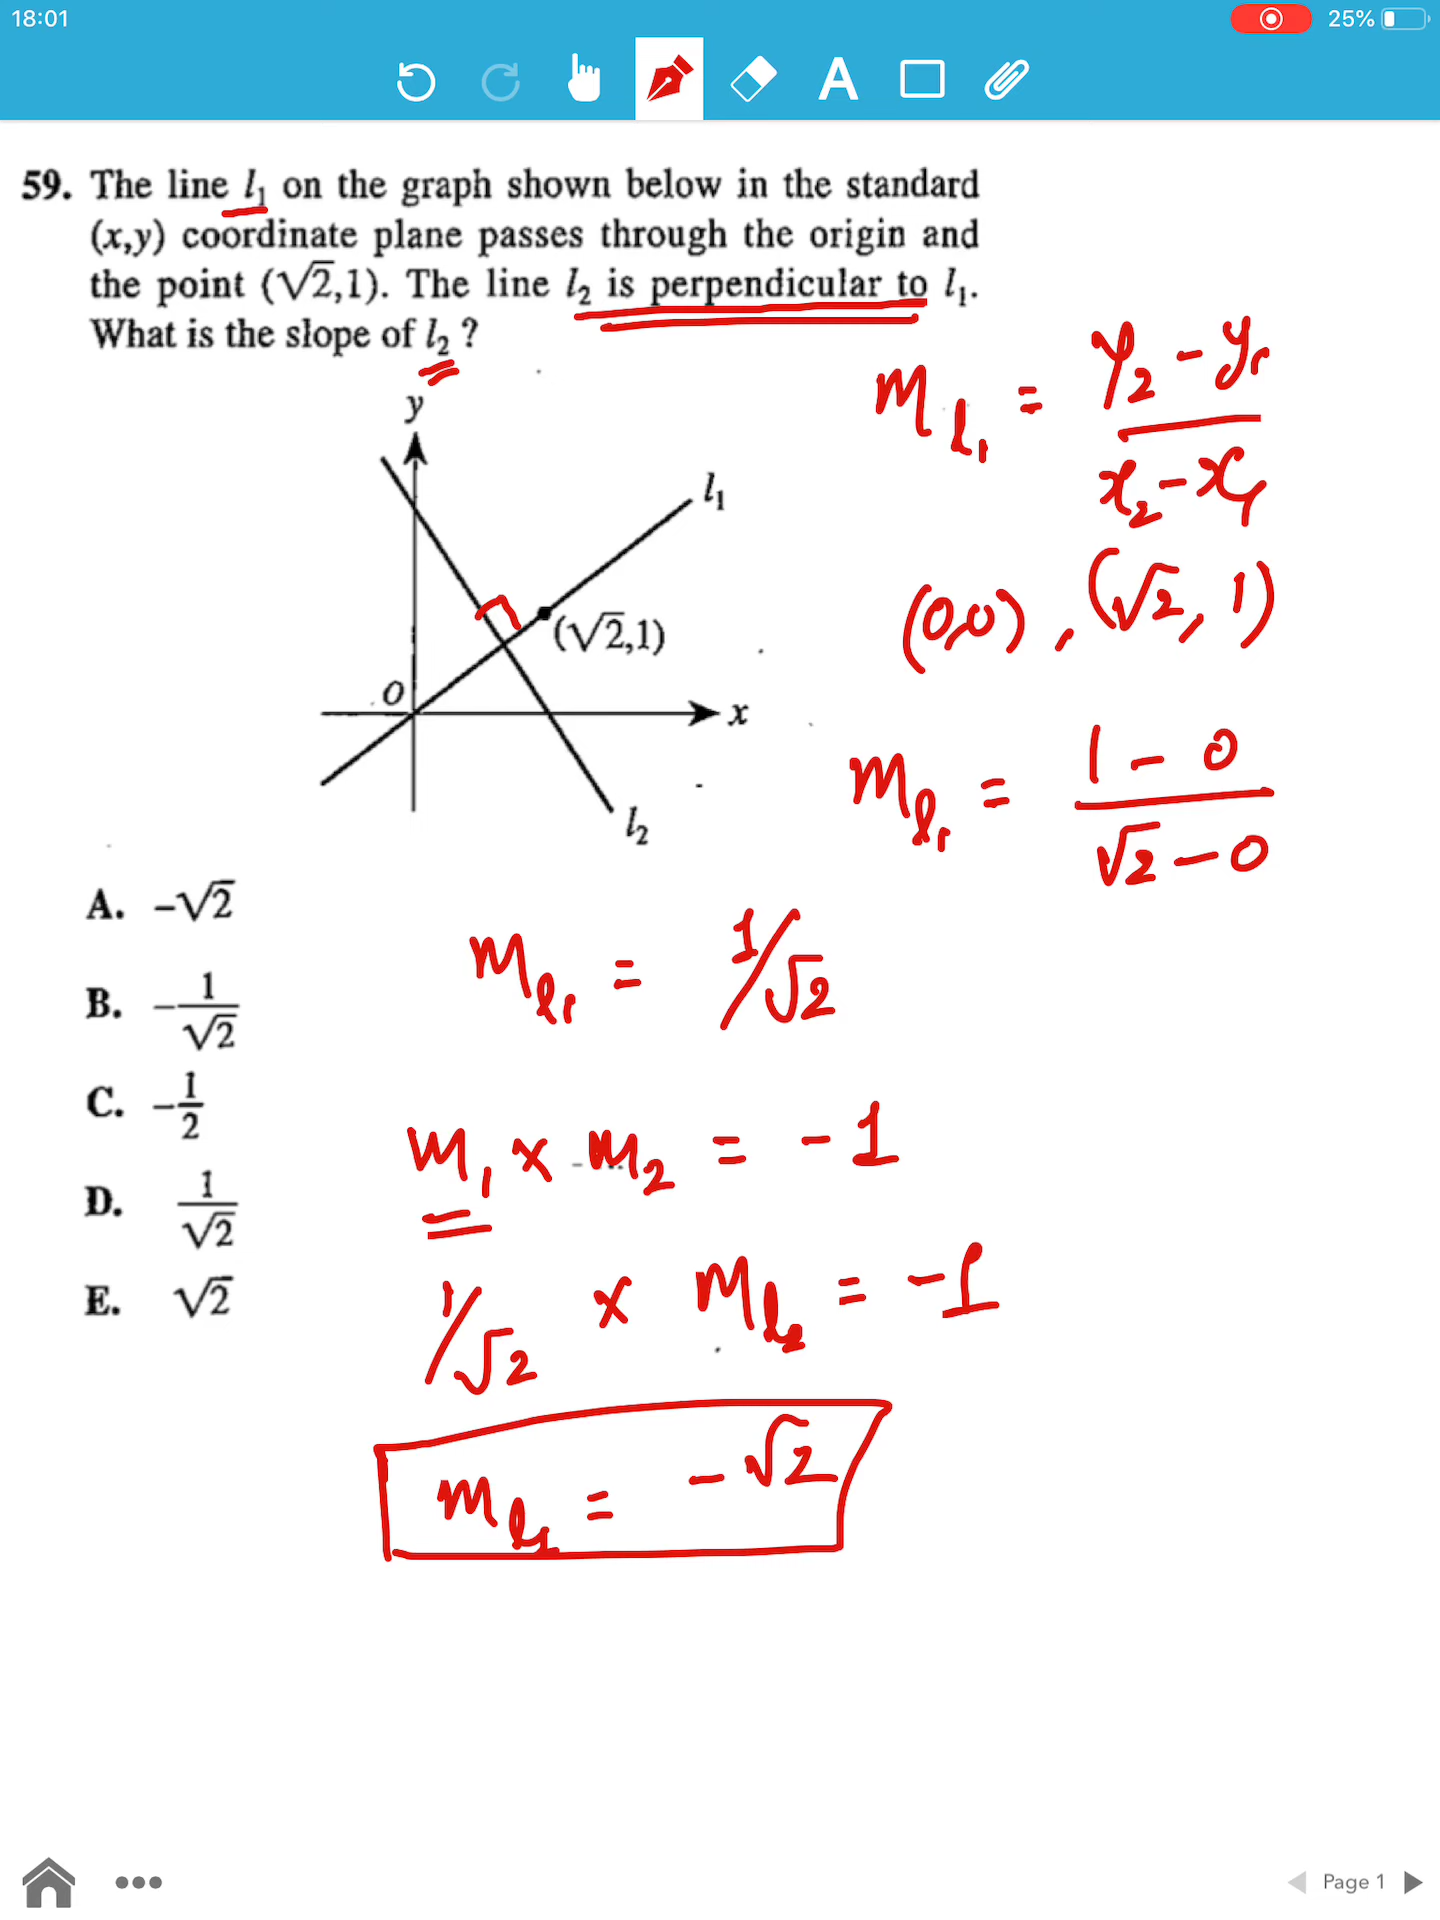 18:01
25%
A
59. The line l₁ on the graph shown below in the standard
(x,y) coordinate plane passes through the origin and
the point (√2,1). The line l₂ is perpendicular to l₁.
What is the slope of l₂ ?
y
l₁
(√2,1)
O
x
l₂
A. -√2
B. -1/√2
C. -1/2
D. 1/√2
E. √2
m l₁ = y₂ - y₁ / x₂ - x₁
(0,0) , (√2, 1)
m l₁ = 1 - 0 / √2 - 0
m l₁ = 1/√2
m₁ x m₂ = -1
1/√2 x m l₂ = -1
m l₂ = -√2
Page 1